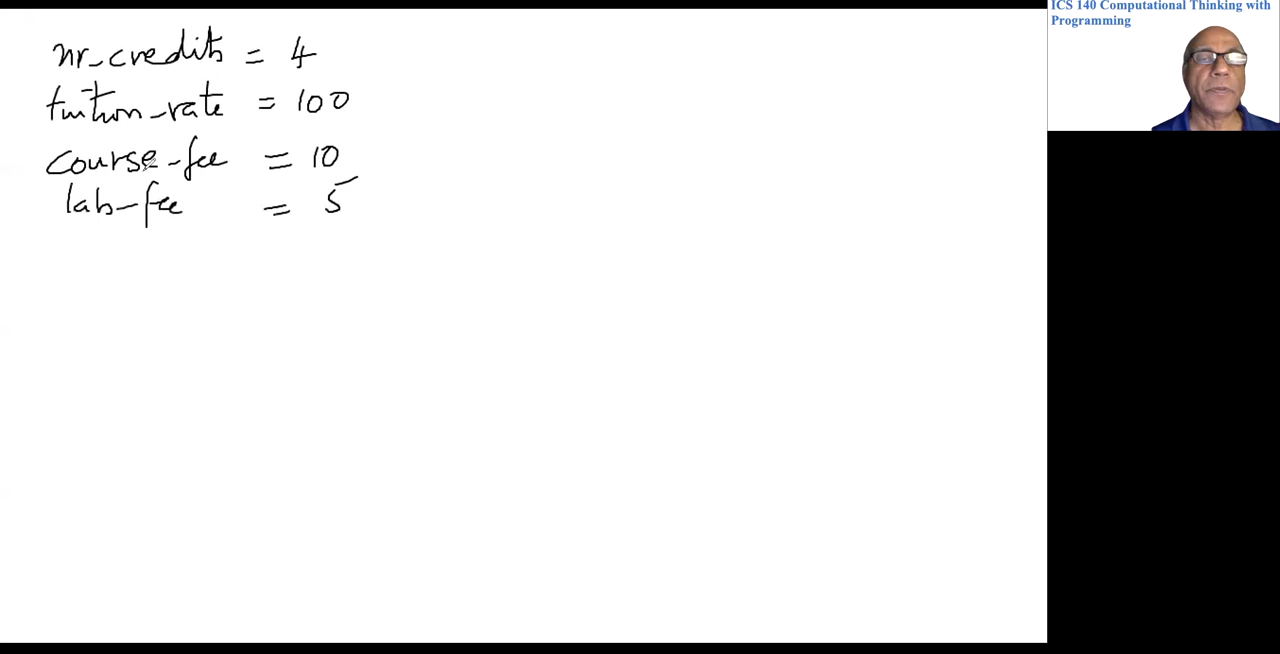 nr_credits = 4
tuition_rate = 100
course_fee = 10
lab_fee = 5
ICS 140 Computational Thinking with
Programming